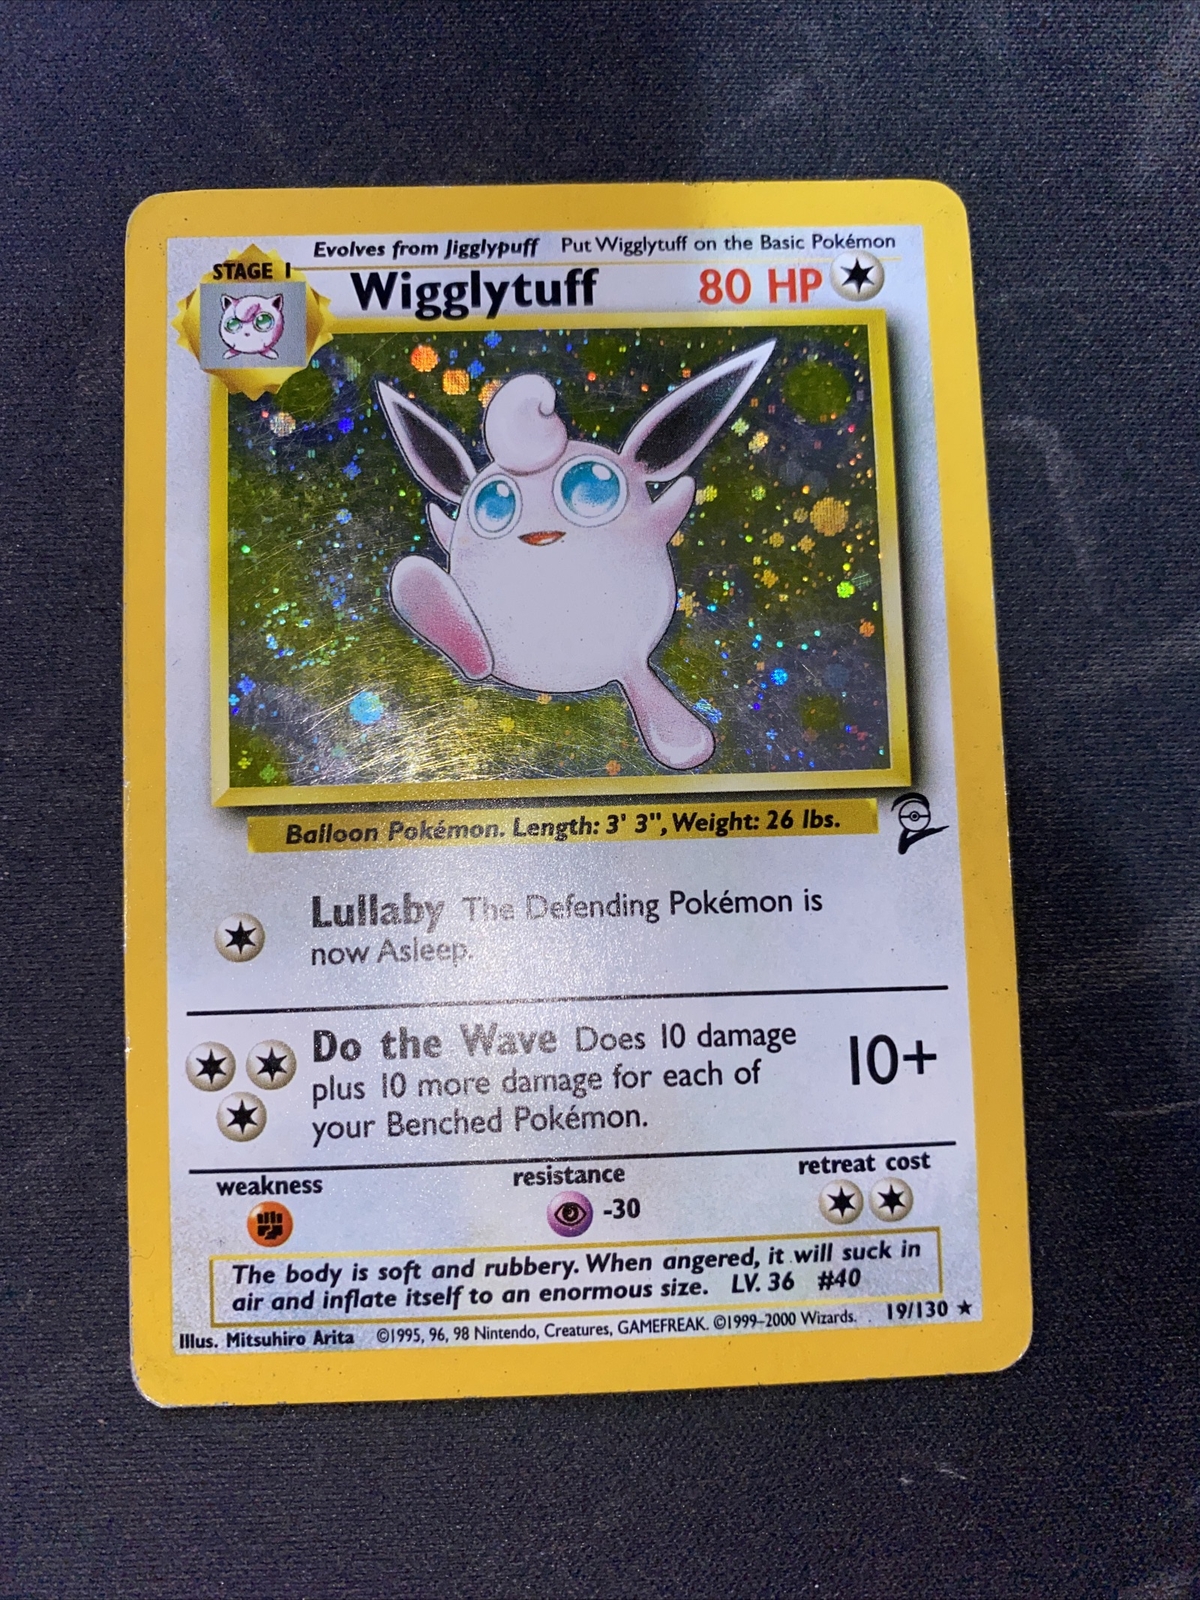 Evolves from Jigglypuff Put Wigglytuff on the Basic Pokémon
STAGE 1
Wigglytuff 80 HP
Balloon Pokémon. Length: 3' 3", Weight: 26 lbs.
Lullaby The Defending Pokémon is
now Asleep.
Do the Wave Does 10 damage
plus 10 more damage for each of
your Benched Pokémon.
10+
weakness resistance retreat cost
-30
The body is soft and rubbery. When angered, it will suck in
air and inflate itself to an enormous size. LV. 36 #40
Illus. Mitsuhiro Arita ©1995, 96, 98 Nintendo, Creatures, GAMEFREAK. ©1999–2000 Wizards. 19/130 ★